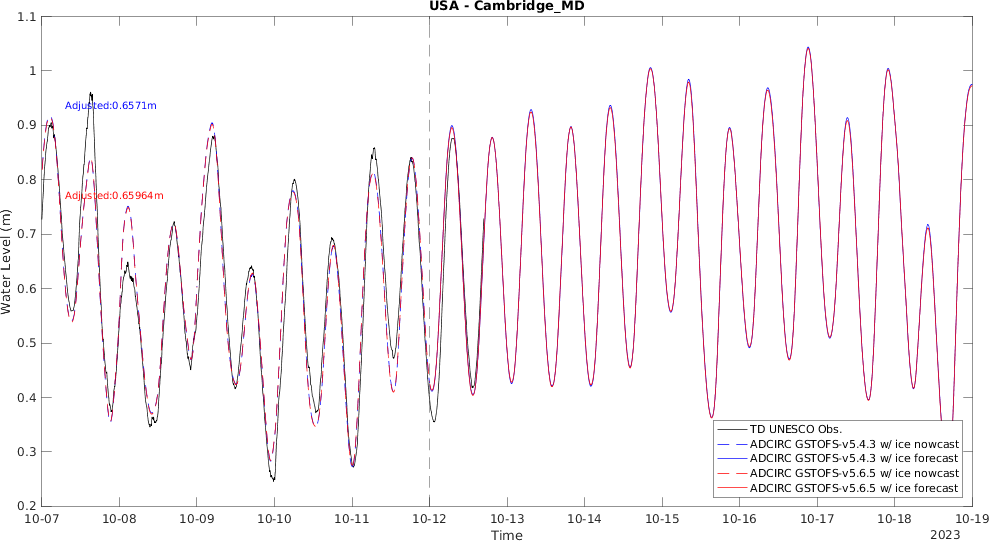 USA - Cambridge_MD
1.1
1
0.9
0.8
0.7
0.6
0.5
0.4
0.3
0.2
Water Level (m)
Adjusted:0.6571m
Adjusted:0.65964m
TD UNESCO Obs.
ADCIRC GSTOFS-v5.4.3 w/ ice nowcast
ADCIRC GSTOFS-v5.4.3 w/ ice forecast
ADCIRC GSTOFS-v5.6.5 w/ ice nowcast
ADCIRC GSTOFS-v5.6.5 w/ ice forecast
10-07 10-08 10-09 10-10 10-11 10-12 10-13 10-14 10-15 10-16 10-17 10-18 10-19
Time
2023